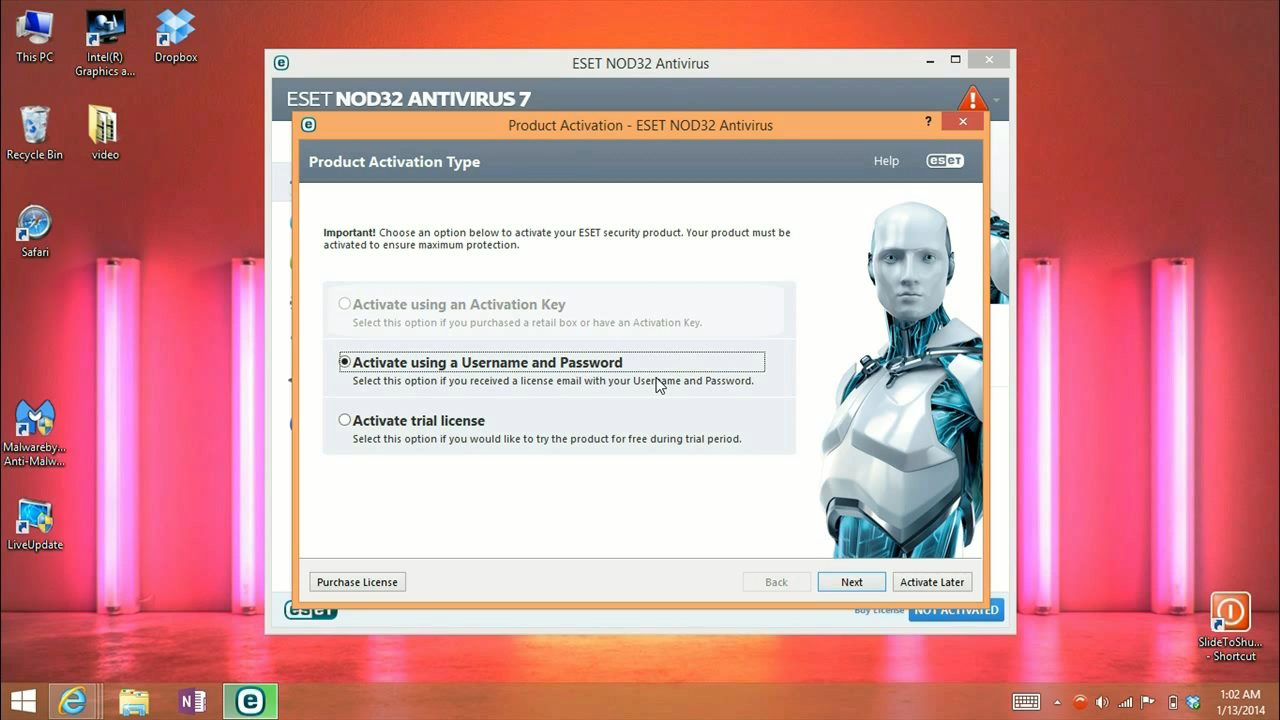 This PC
Intel(R)
Graphics a...
Dropbox
Recycle Bin
video
Safari
Malwareby...
Anti-Malw...
LiveUpdate
ESET NOD32 Antivirus
ESET NOD32 ANTIVIRUS 7
Product Activation - ESET NOD32 Antivirus
?
Product Activation Type
Help
eseT
Important! Choose an option below to activate your ESET security product. Your product must be
activated to ensure maximum protection.
Activate using an Activation Key
Select this option if you purchased a retail box or have an Activation Key.
Activate using a Username and Password
Select this option if you received a license email with your Username and Password.
Activate trial license
Select this option if you would like to try the product for free during trial period.
Purchase License
Back
Next
Activate Later
eseT
Buy License
NOT ACTIVATED
SlideToShu...
- Shortcut
1:02 AM
1/13/2014